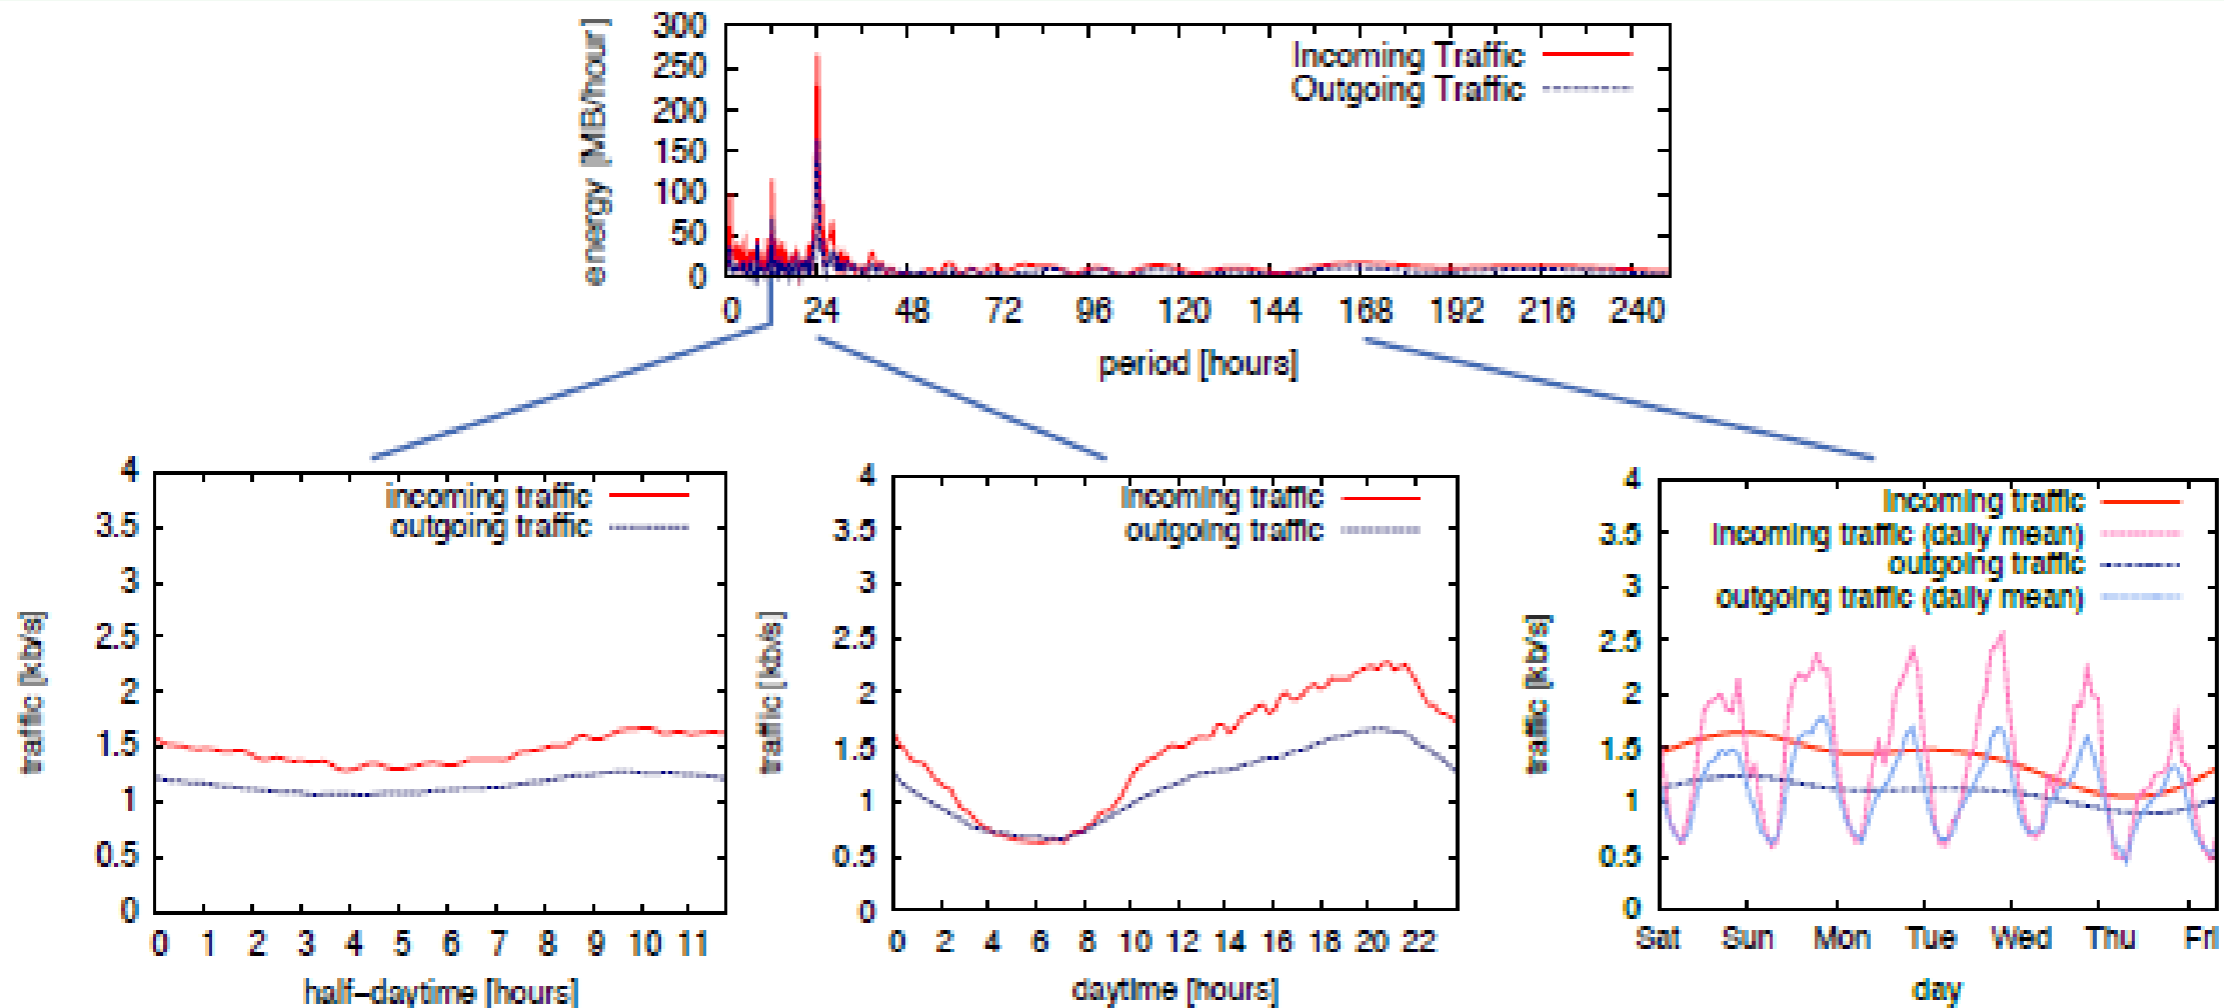 300
250
200
150
100
50
0
energy [MB/hour]
Incoming Traffic
Outgoing Traffic
0 24 48 72 96 120 144 168 192 216 240
period [hours]
4
3.5
3
2.5
2
1.5
1
0.5
0
traffic [kb/s]
incoming traffic
outgoing traffic
0 1 2 3 4 5 6 7 8 9 10 11
half-daytime [hours]
4
3.5
3
2.5
2
1.5
1
0.5
0
traffic [kb/s]
incoming traffic
outgoing traffic
0 2 4 6 8 10 12 14 16 18 20 22
daytime [hours]
4
3.5
3
2.5
2
1.5
1
0.5
0
traffic [kb/s]
incoming traffic
incoming traffic (daily mean)
outgoing traffic
outgoing traffic (daily mean)
Sat Sun Mon Tue Wed Thu Fri
day